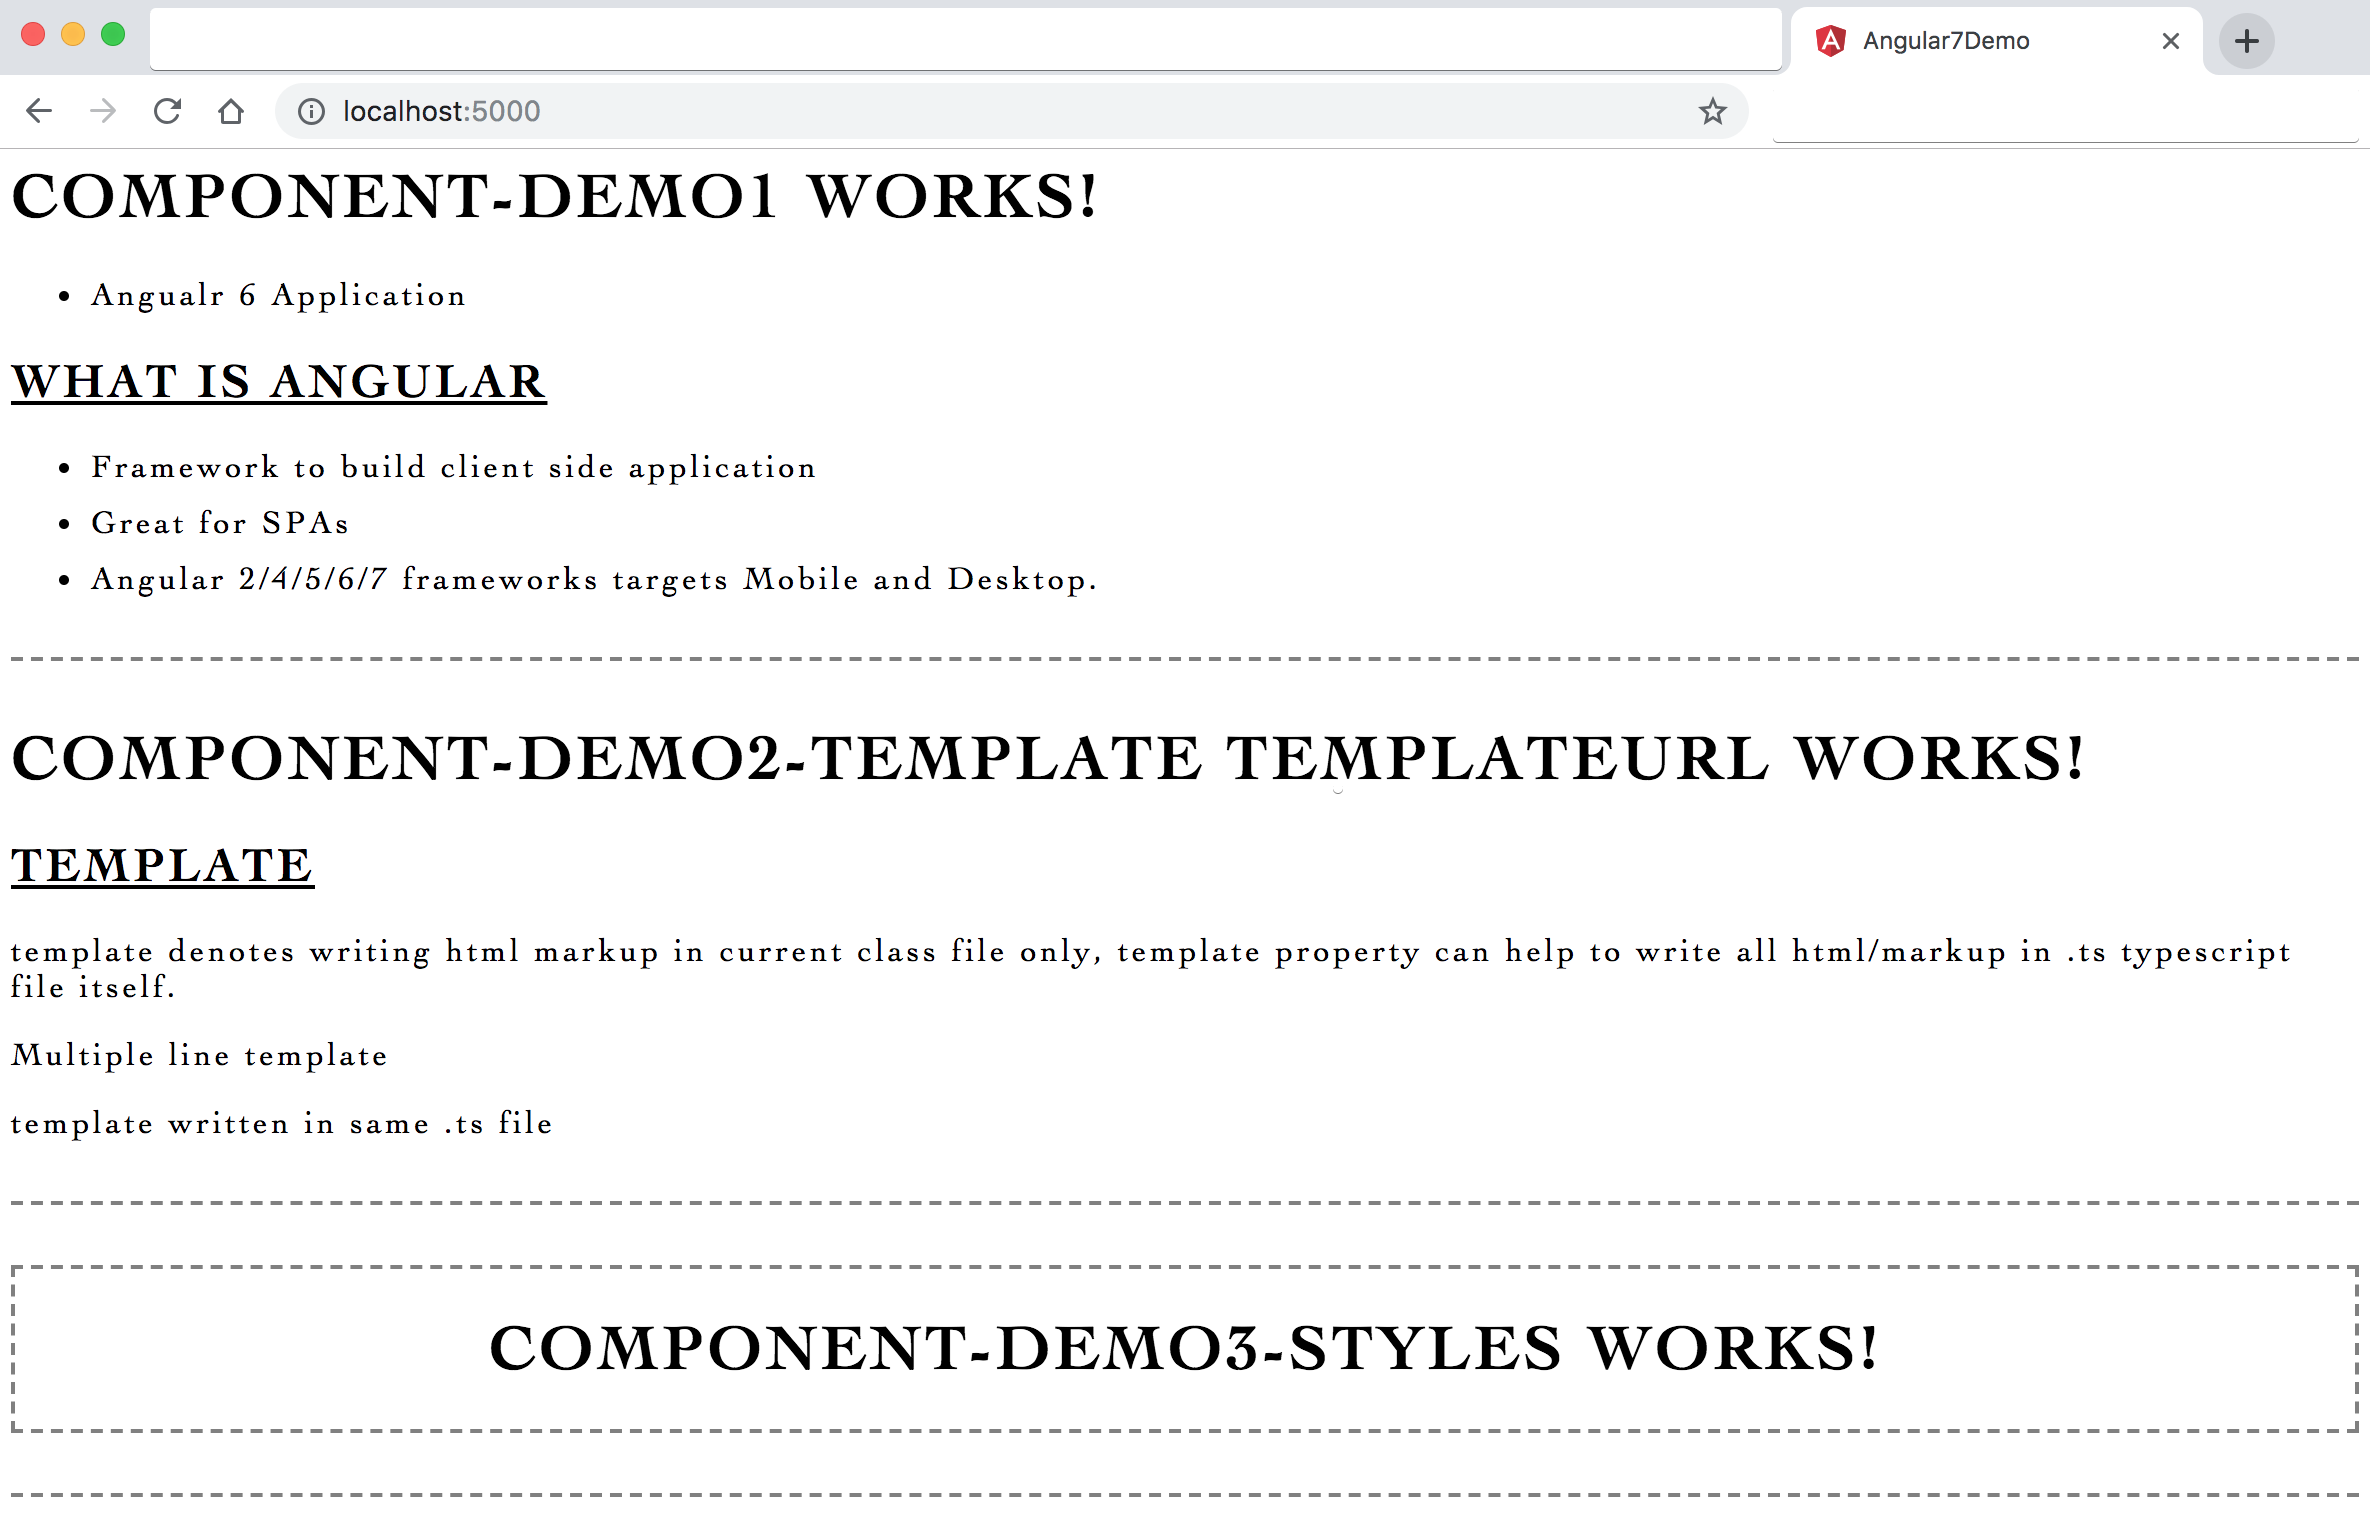 Angular7Demo
localhost:5000
COMPONENT-DEMO1 WORKS!
• Angualr 6 Application
WHAT IS ANGULAR
• Framework to build client side application
• Great for SPAs
• Angular 2/4/5/6/7 frameworks targets Mobile and Desktop.
COMPONENT-DEMO2-TEMPLATE TEMPLATEURL WORKS!
TEMPLATE
template denotes writing html markup in current class file only, template property can help to write all html/markup in .ts typescript
file itself.
Multiple line template
template written in same .ts file
COMPONENT-DEMO3-STYLES WORKS!